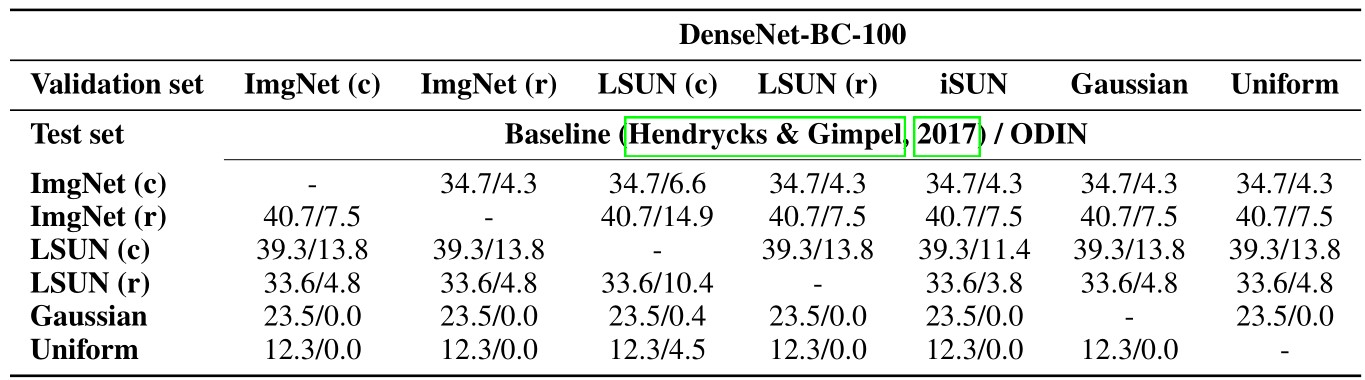 DenseNet-BC-100
Validation set ImgNet (c) ImgNet (r) LSUN (c) LSUN (r) iSUN Gaussian Uniform
Test set Baseline (Hendrycks & Gimpel, 2017) / ODIN
ImgNet (c) - 34.7/4.3 34.7/6.6 34.7/4.3 34.7/4.3 34.7/4.3 34.7/4.3
ImgNet (r) 40.7/7.5 - 40.7/14.9 40.7/7.5 40.7/7.5 40.7/7.5 40.7/7.5
LSUN (c) 39.3/13.8 39.3/13.8 - 39.3/13.8 39.3/11.4 39.3/13.8 39.3/13.8
LSUN (r) 33.6/4.8 33.6/4.8 33.6/10.4 - 33.6/3.8 33.6/4.8 33.6/4.8
Gaussian 23.5/0.0 23.5/0.0 23.5/0.4 23.5/0.0 23.5/0.0 - 23.5/0.0
Uniform 12.3/0.0 12.3/0.0 12.3/4.5 12.3/0.0 12.3/0.0 12.3/0.0 -